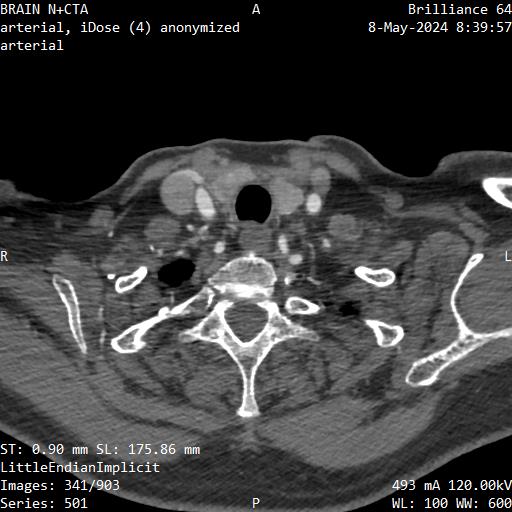 BRAIN N+CTA
A
Brilliance 64
arterial, iDose (4) anonymized
8-May-2024 8:39:57
arterial
R
L
ST: 0.90 mm SL: 175.86 mm
LittleEndianImplicit
Images: 341/903
493 mA 120.00kV
Series: 501
P
WL: 100 WW: 600